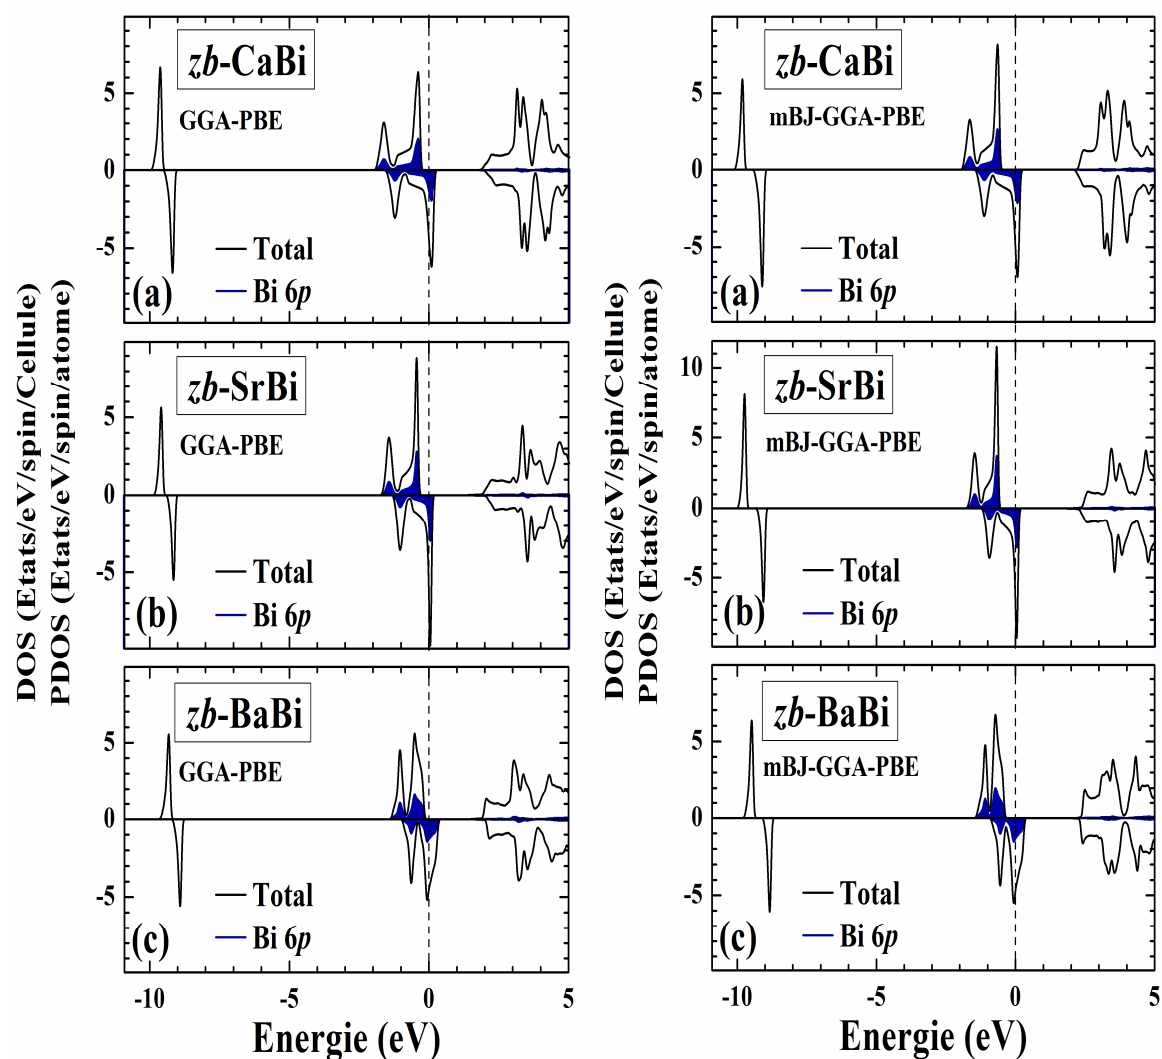 zb-CaBi
GGA-PBE
5
0
-5
Total
Bi 6p
(a)
zb-SrBi
GGA-PBE
5
0
-5
Total
Bi 6p
(b)
zb-BaBi
GGA-PBE
5
0
-5
Total
Bi 6p
(c)
-10 -5 0 5
Energie (eV)
DOS (Etats/eV/spin/Cellule)
PDOS (Etats/eV/spin/atome)
zb-CaBi
mBJ-GGA-PBE
5
0
-5
Total
Bi 6p
(a)
zb-SrBi
mBJ-GGA-PBE
10
5
0
-5
Total
Bi 6p
(b)
zb-BaBi
mBJ-GGA-PBE
5
0
-5
Total
Bi 6p
(c)
-10 -5 0 5
Energie (eV)
DOS (Etats/eV/spin/Cellule)
PDOS (Etats/eV/spin/atome)